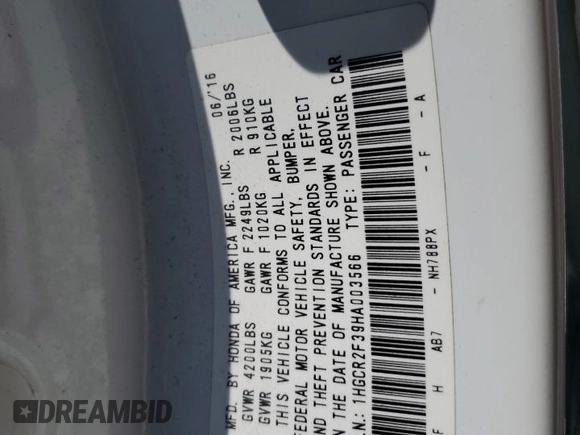 MFD. BY HONDA OF AMERICA MFG., INC. 06/'16
GVWR 4200LBS GAWR F 2249LBS R 2006LBS
GVWR 1905KG GAWR F 1020KG R 910KG
THIS VEHICLE CONFORMS TO ALL APPLICABLE
FEDERAL MOTOR VEHICLE SAFETY, BUMPER,
AND THEFT PREVENTION STANDARDS IN EFFECT
ON THE DATE OF MANUFACTURE SHOWN ABOVE.
V.I.N.: 1HGCR2F39HA003566 TYPE: PASSENGER CAR
F H AB7 - NH788PX - F - A
DREAMBID